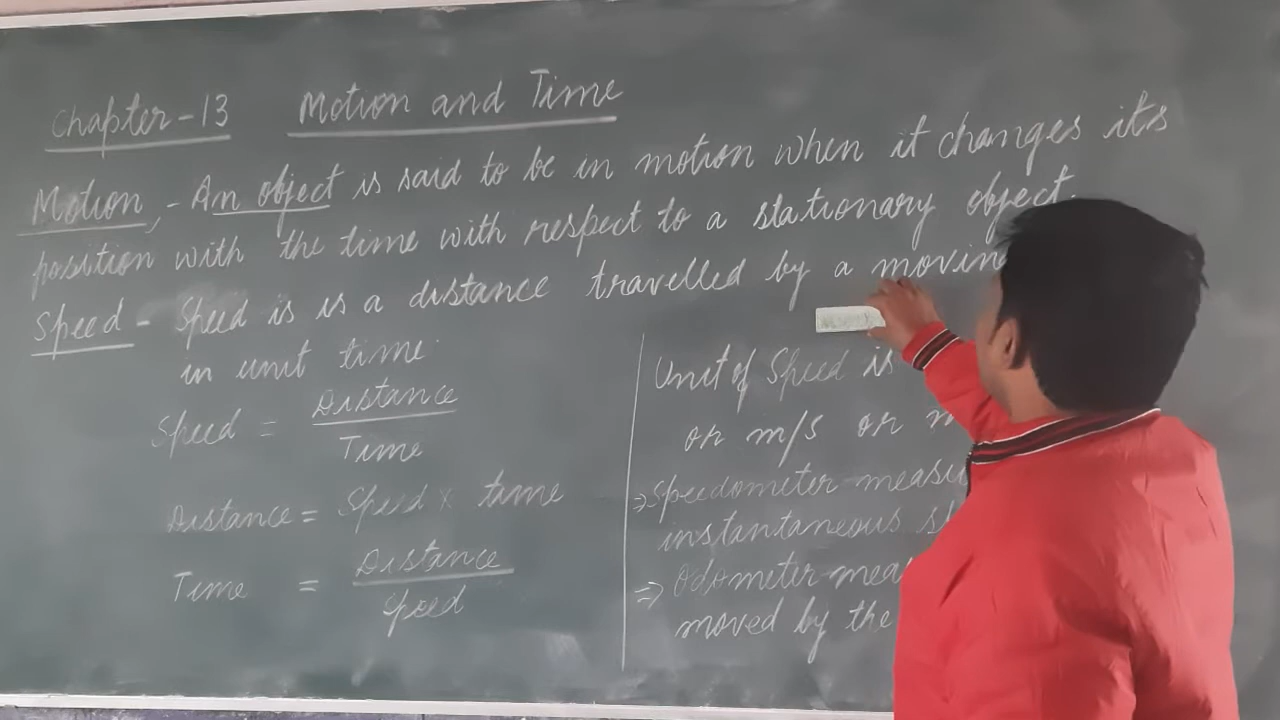 Chapter-13 Motion and Time
Motion,- An object is said to be in motion when it changes its
position with the time with respect to a stationary object.
Speed - Speed is is a distance travelled by a movin
in unit time.
Speed = Distance
Time
Distance = Speed x tame
Time = Distance
Speed
Unit of Speed is
or m/s or
⇒ Speedometer-measu
instantaneous
⇒ Odometer-mea
moved by the